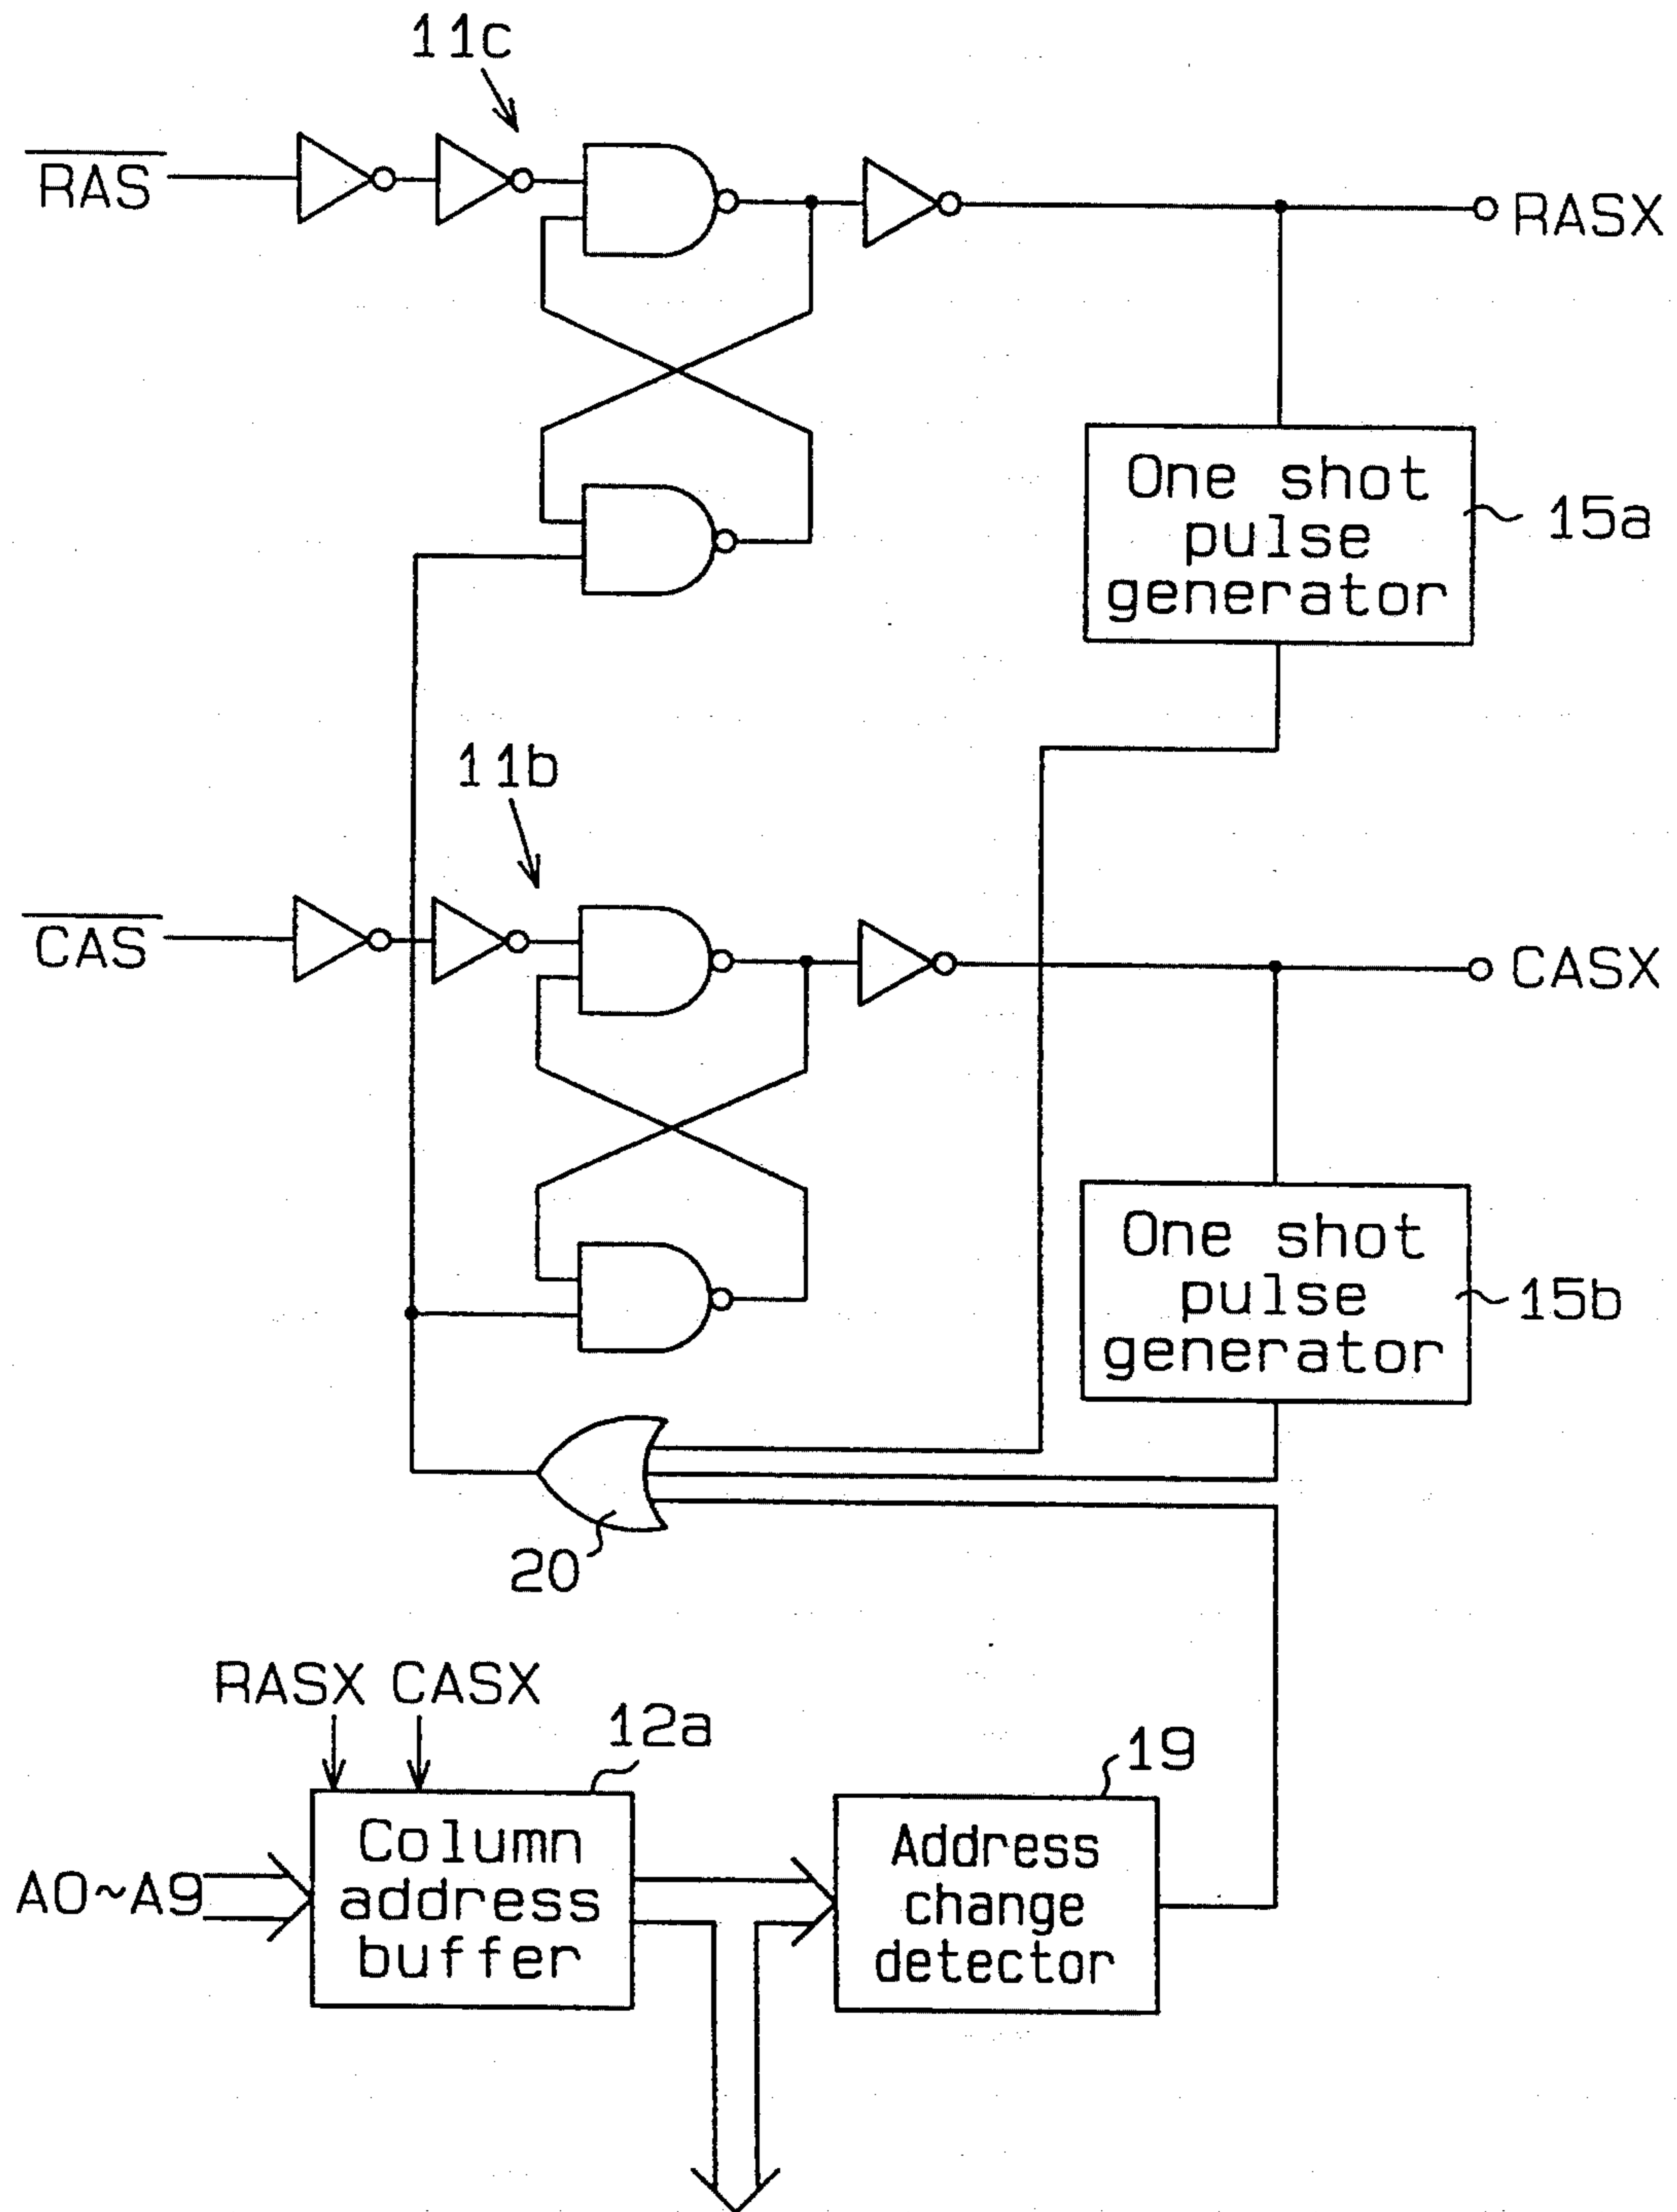 11c
RAS
RASX
One shot
pulse
generator
15a
11b
CAS
CASX
One shot
pulse
generator
15b
20
RASX CASX
12a
19
A0~A9
Column
address
buffer
Address
change
detector